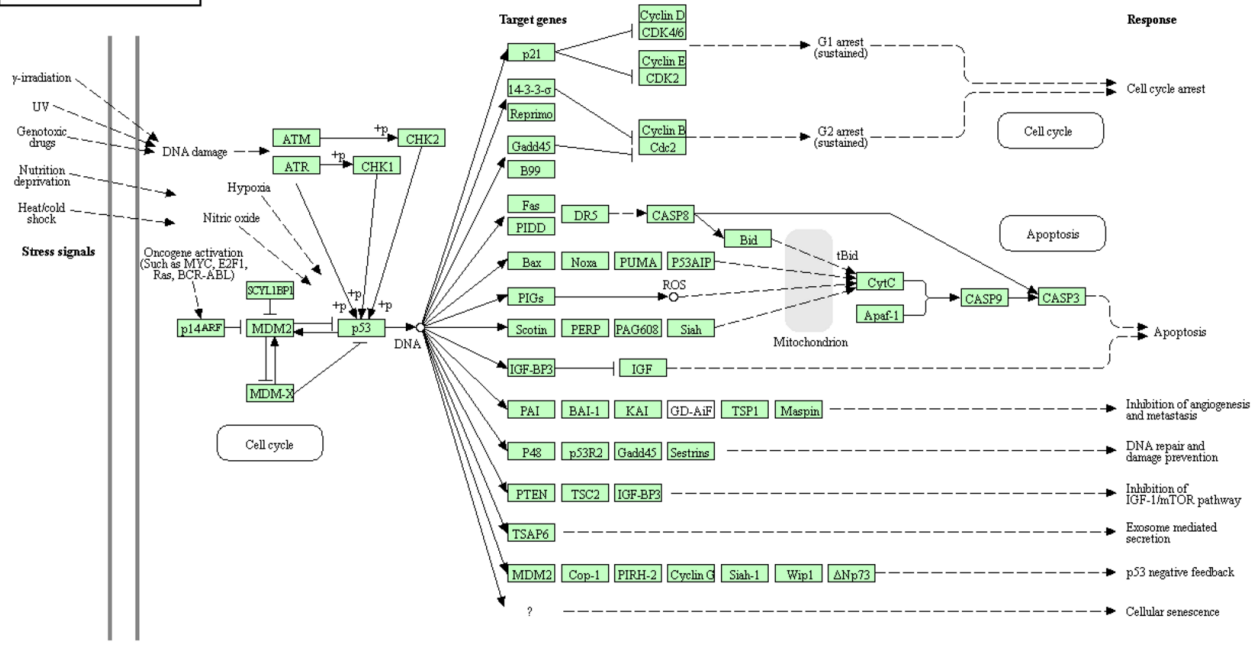 Target genes
Response
Cyclin D
CDK4/6
p21
G1 arrest
(sustained)
Cyclin E
CDK2
γ-irradiation
14-3-3-σ
Cell cycle arrest
UV
Reprimo
Genotoxic
drugs
+p
ATM
CHK2
Cyclin B
Cdc2
G2 arrest
(sustained)
Cell cycle
DNA damage
Gadd45
+p
ATR
CHK1
B99
Nutrition
deprivation
Hypoxia
Fas
DR5
CASP8
Heat/cold
shock
Nitric oxide
PIDD
Bid
Apoptosis
Stress signals
Oncogene activation
(Such as MYC, E2F1,
Ras, BCR-ABL)
Bax
Noxa
PUMA
P53AIP
tBid
CytC
ROS
SCYL1BP1
+p
+p
+p
PIGs
CASP9
CASP3
Apaf-1
p14ARF
MDM2
p53
DNA
Scotin
PERP
PAG608
Siah
Mitochondrion
Apoptosis
IGF-BP3
IGF
MDM-X
PAI
BAI-1
KAI
GD-AiF
TSP1
Maspin
Inhibition of angiogenesis
and metastasis
Cell cycle
P48
p53R2
Gadd45
Sestrins
DNA repair and
damage prevention
PTEN
TSC2
IGF-BP3
Inhibition of
IGF-1/mTOR pathway
TSAP6
Exosome mediated
secretion
MDM2
Cop-1
PIRH-2
Cyclin G
Siah-1
Wip1
ΔNp73
p53 negative feedback
?
Cellular senescence